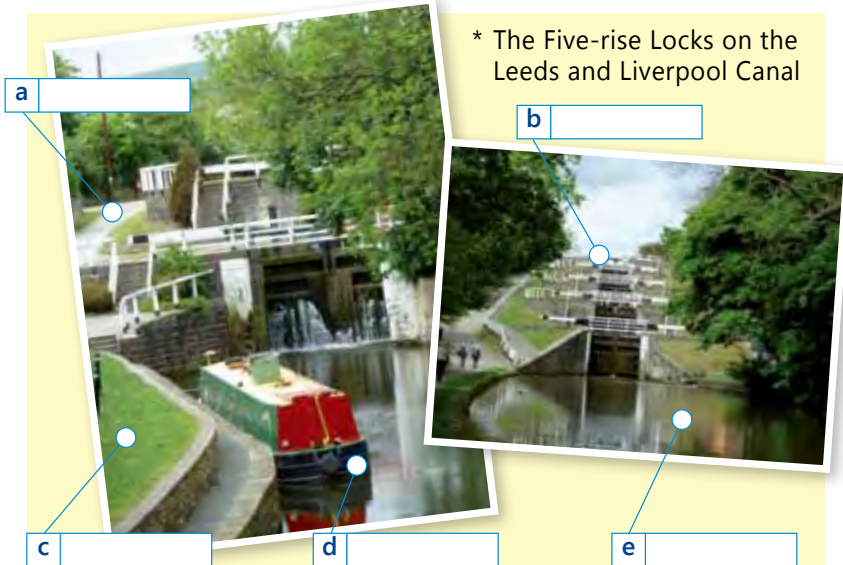 * The Five-rise Locks on the
Leeds and Liverpool Canal
a
b
c
d
e